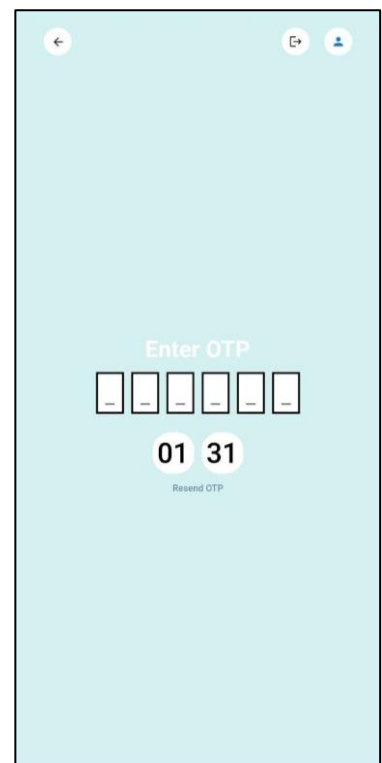 Enter OTP
_ _ _ _ _ _
01 31
Resend OTP